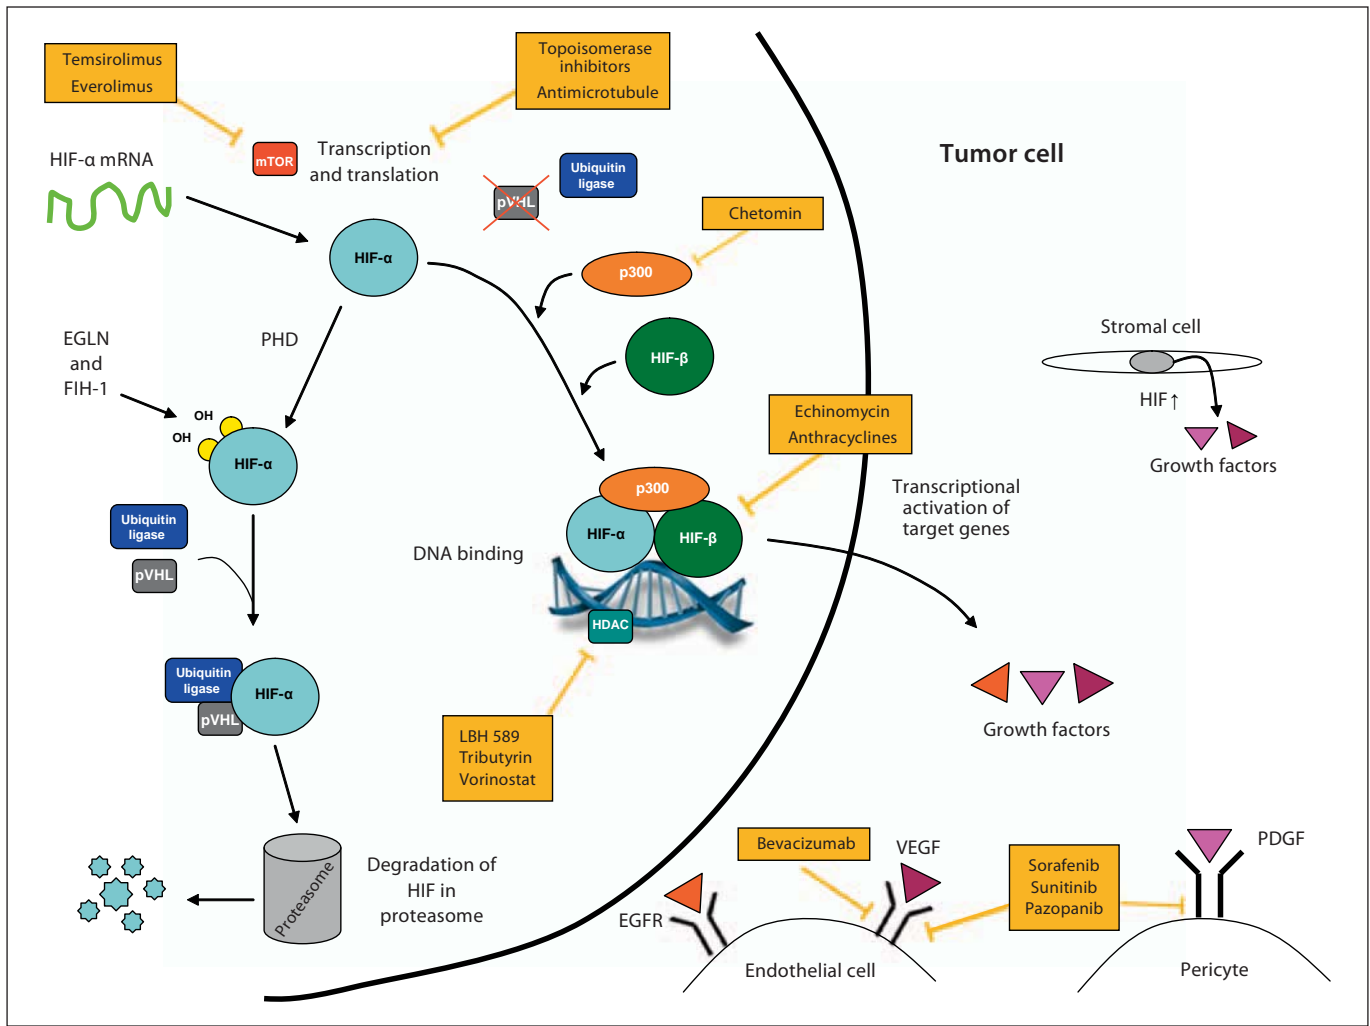 Temsirolimus
Everolimus
Topoisomerase
inhibitors
Antimicrotubule
HIF-α mRNA
mTOR
Transcription
and translation
pVHL
Ubiquitin
ligase
Tumor cell
Chetomin
HIF-α
p300
Stromal cell
EGLN
and
FIH-1
PHD
HIF-β
HIF↑
OH
OH
HIF-α
Echinomycin
Anthracyclines
Growth factors
p300
HIF-α
HIF-β
Transcriptional
activation of
target genes
Ubiquitin
ligase
pVHL
DNA binding
HDAC
Ubiquitin
ligase
pVHL
HIF-α
LBH 589
Tributyrin
Vorinostat
Growth factors
Proteasome
Degradation of
HIF in
proteasome
Bevacizumab
VEGF
EGFR
Sorafenib
Sunitinib
Pazopanib
PDGF
Endothelial cell
Pericyte